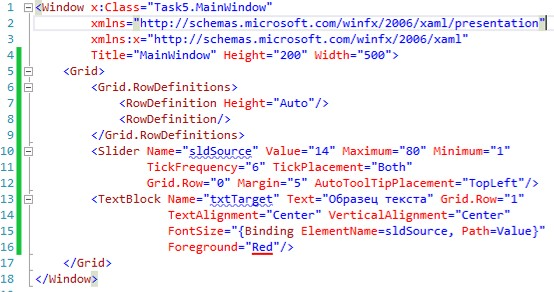 1 <Window x:Class="Task5.MainWindow"
2 xmlns="http://schemas.microsoft.com/winfx/2006/xaml/presentation"
3 xmlns:x="http://schemas.microsoft.com/winfx/2006/xaml"
4 Title="MainWindow" Height="200" Width="500">
5 <Grid>
6 <Grid.RowDefinitions>
7 <RowDefinition Height="Auto"/>
8 <RowDefinition/>
9 </Grid.RowDefinitions>
10 <Slider Name="sldSource" Value="14" Maximum="80" Minimum="1"
11 TickFrequency="6" TickPlacement="Both"
12 Grid.Row="0" Margin="5" AutoToolTipPlacement="TopLeft"/>
13 <TextBlock Name="txtTarget" Text="Образец текста" Grid.Row="1"
14 TextAlignment="Center" VerticalAlignment="Center"
15 FontSize="{Binding ElementName=sldSource, Path=Value}"
16 Foreground="Red"/>
17 </Grid>
18 </Window>